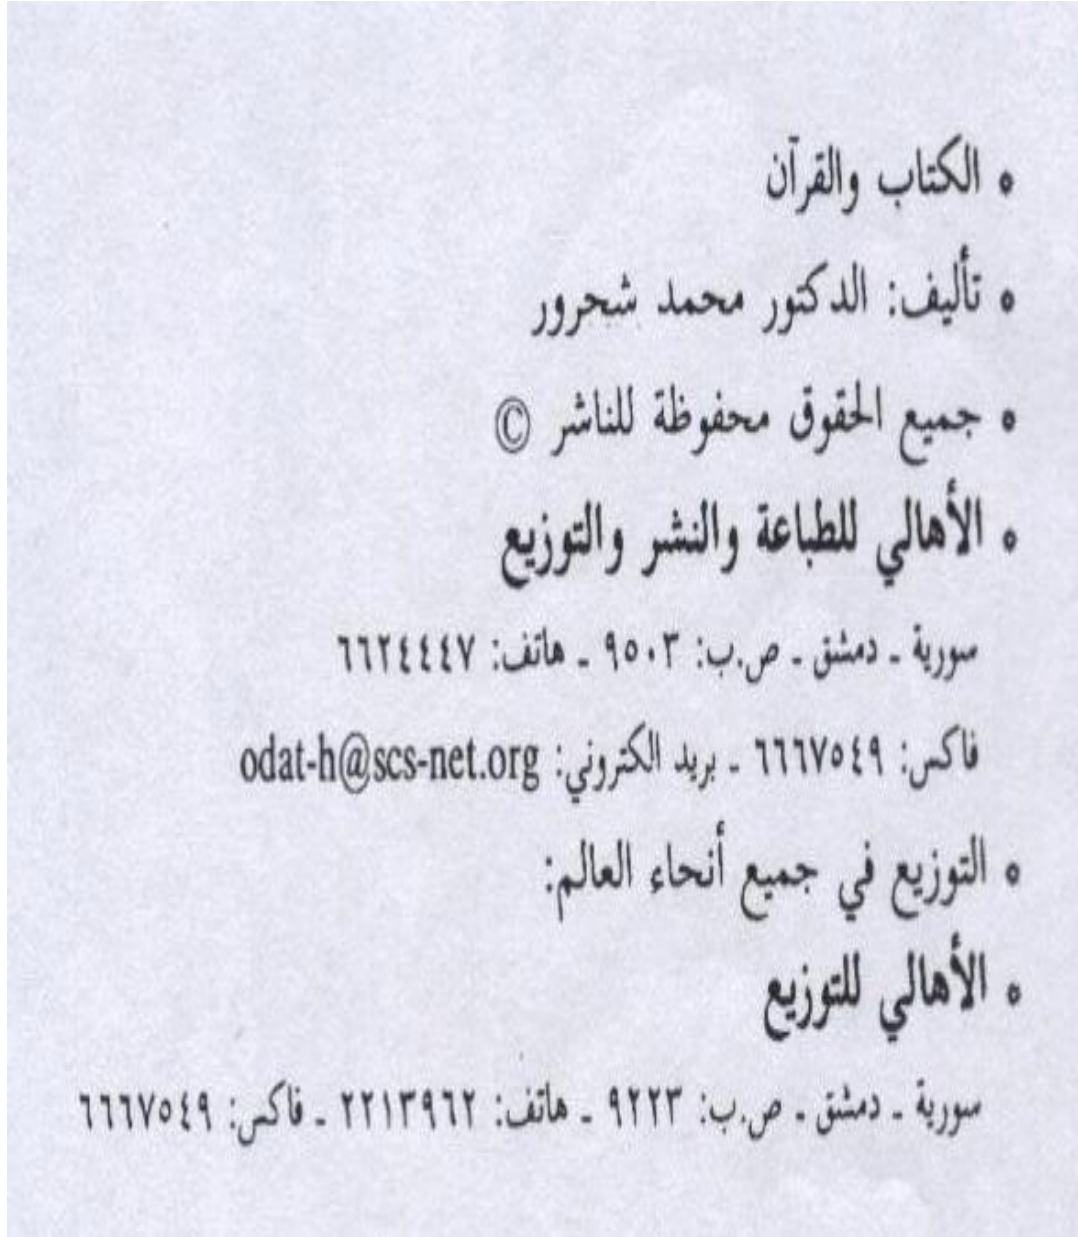 • الكتاب والقرآن
• تأليف: الدكتور محمد شحرور
• جميع الحقوق محفوظة للناشر ©
• الأهالي للطباعة والنشر والتوزيع
سورية ـ دمشق ـ ص.ب: ٩٥٠٣ ـ هاتف: ٦٦٢٤٤٤٧
فاكس: ٦٦٦٧٥٤٩ ـ بريد الكتروني: odat-h@scs-net.org
• التوزيع في جميع أنحاء العالم:
• الأهالي للتوزيع
سورية ـ دمشق ـ ص.ب: ٩٢٢٣ ـ هاتف: ٢٢١٣٩٦٢ ـ فاكس: ٦٦٦٧٥٤٩